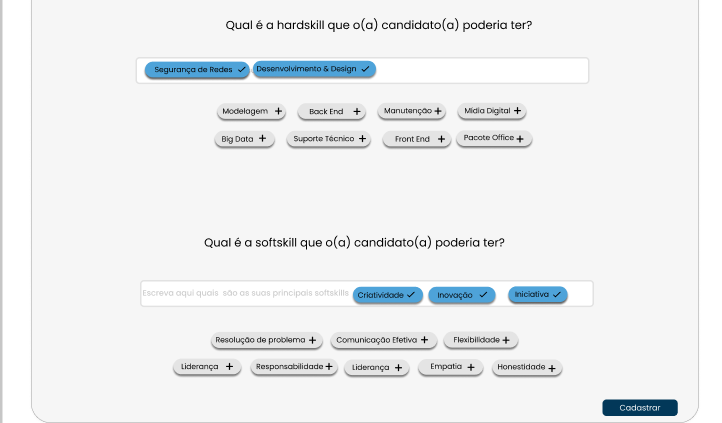 Qual é a hardskill que o(a) candidato(a) poderia ter?
Segurança de Redes ✓ Desenvolvimento & Design ✓
Modelagem + Back End + Manutenção + Mídia Digital +
Big Data + Suporte Técnico + Front End + Pacote Office +
Qual é a softskill que o(a) candidato(a) poderia ter?
Escreva aqui quais são os suas principais softskills Criatividade ✓ Inovação ✓ Iniciativa ✓
Resolução de problema + Comunicação Efetiva + Flexibilidade +
Liderança + Responsabilidade + Liderança + Empatia + Honestidade +
Cadastrar